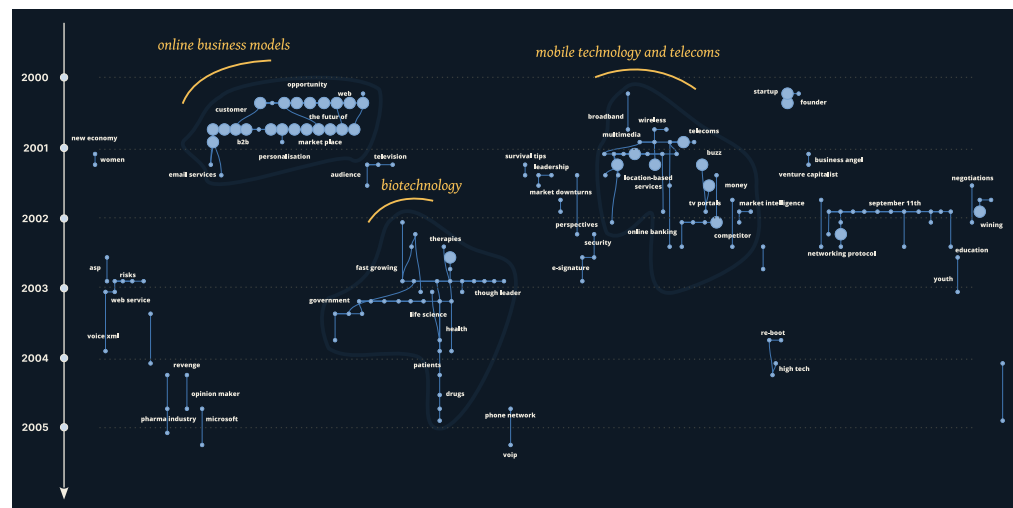 online business models
mobile technology and telecoms
2000
opportunity
web
customer
the futur of
b2b
market place
personalisation
email services
new economy
women
television
audience
startup
founder
broadband
wireless
multimedia
telecoms
buzz
location-based
services
money
tv portals
market intelligence
online banking
competitor
2001
survival tips
leadership
market downturns
perspectives
security
e-signature
business angel
venture capitalist
negotiations
wining
september 11th
networking protocol
education
youth
biotechnology
2002
therapies
fast growing
though leader
government
life science
health
patients
drugs
asp
risks
web service
2003
voice xml
re-boot
high tech
2004
revenge
opinion maker
pharma industry
microsoft
phone network
2005
voip